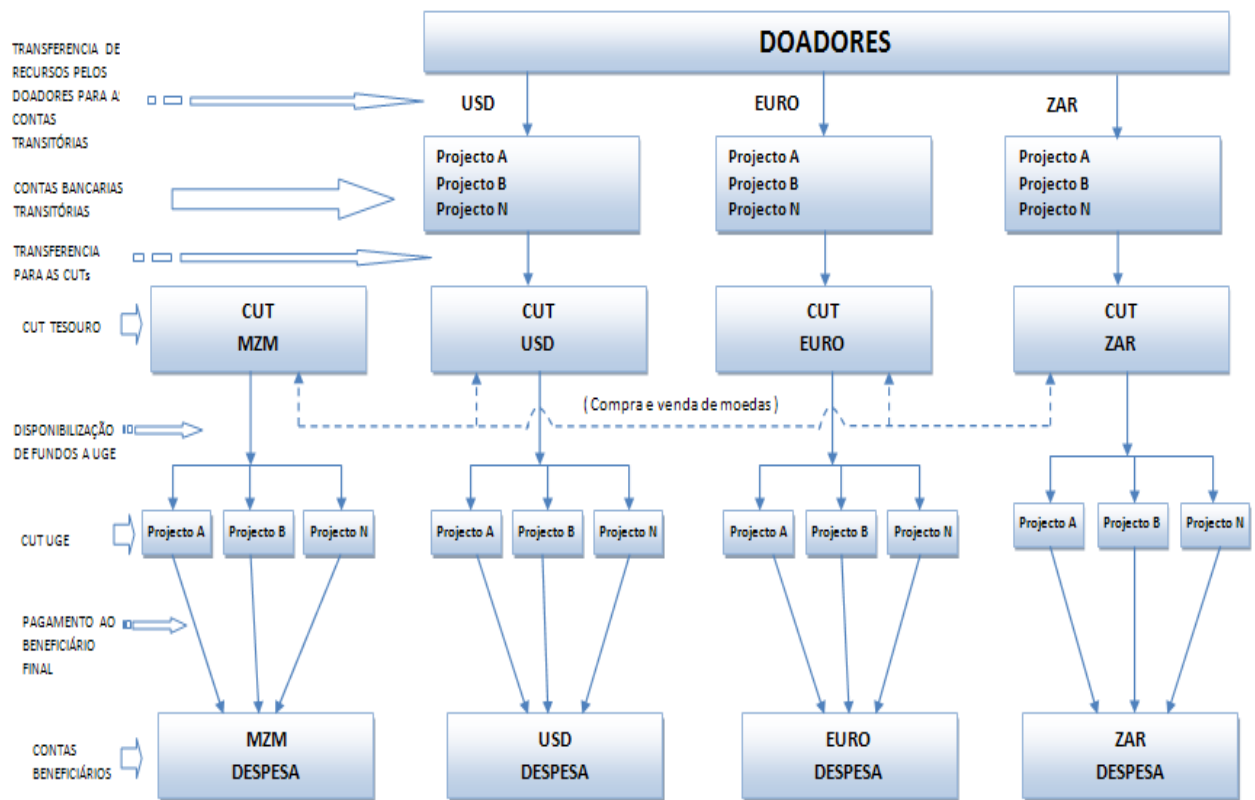 DOADORES
TRANSFERENCIA DE
RECURSOS PELOS
DOADORES PARA A
CONTAS
TRANSITÓRIAS
USD
EURO
ZAR
Projecto A
Projecto B
Projecto N
Projecto A
Projecto B
Projecto N
Projecto A
Projecto B
Projecto N
CONTAS BANCARIAS
TRANSITÓRIAS
TRANSFERENCIA
PARA AS CUTs
CUT TESOURO
CUT
MZM
CUT
USD
CUT
EURO
CUT
ZAR
( Compra e venda de moedas )
DISPONIBILIZAÇÃO
DE FUNDOS A UGE
CUT UGE
Projecto A
Projecto B
Projecto N
Projecto A
Projecto B
Projecto N
Projecto A
Projecto B
Projecto N
Projecto A
Projecto B
Projecto N
PAGAMENTO AO
BENEFICIÁRIO
FINAL
CONTAS
BENEFICIÁRIOS
MZM
DESPESA
USD
DESPESA
EURO
DESPESA
ZAR
DESPESA